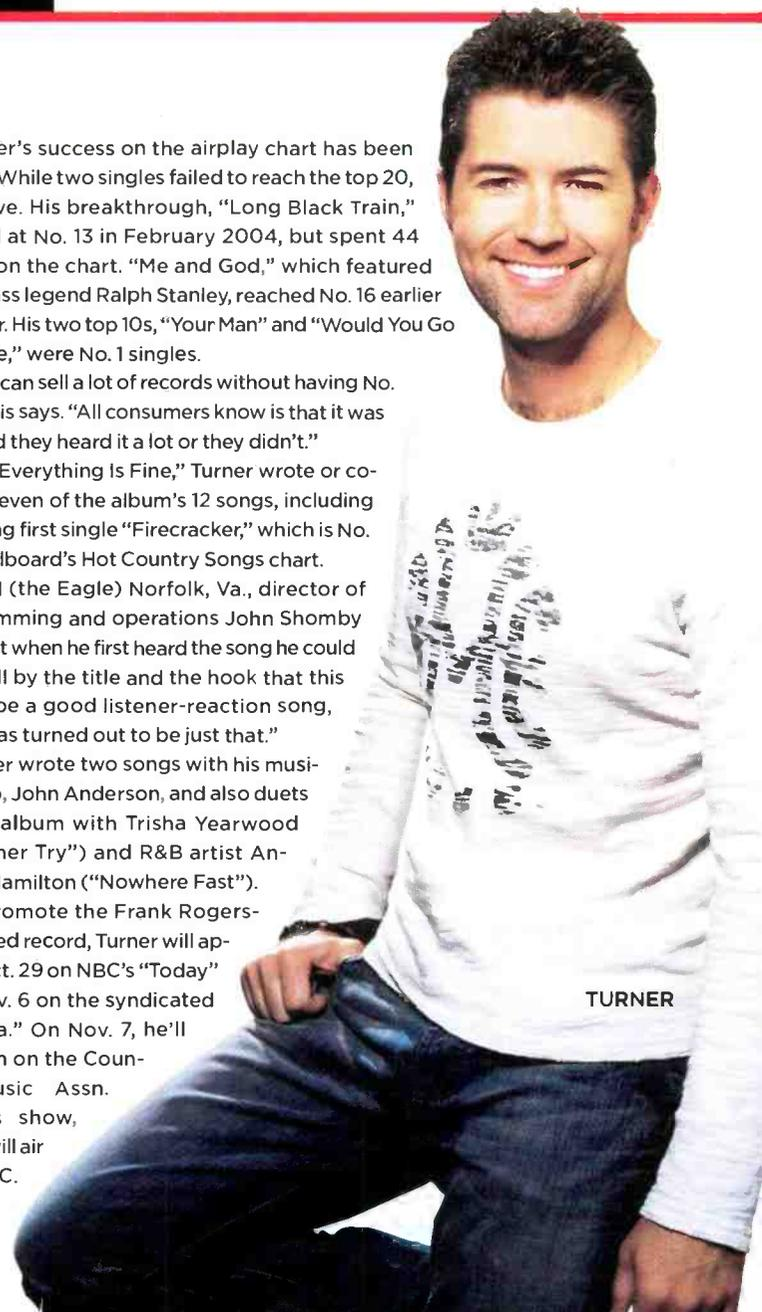 er's success on the airplay chart has been
While two singles failed to reach the top 20,
ve. His breakthrough, “Long Black Train,”
l at No. 13 in February 2004, but spent 44
on the chart. “Me and God,” which featured
ss legend Ralph Stanley, reached No. 16 earlier
r. His two top 10s, “Your Man” and “Would You Go
e,” were No. 1 singles.
can sell a lot of records without having No.
is says. “All consumers know is that it was
d they heard it a lot or they didn't.”
Everything Is Fine,” Turner wrote or co-
even of the album's 12 songs, including
ng first single “Firecracker,” which is No.
lboard's Hot Country Songs chart.
l (the Eagle) Norfolk, Va., director of
mming and operations John Shomby
t when he first heard the song he could
ll by the title and the hook that this
be a good listener-reaction song,
as turned out to be just that.”
er wrote two songs with his musi-
o, John Anderson, and also duets
album with Trisha Yearwood
her Try”) and R&B artist An-
Hamilton (“Nowhere Fast”).
romote the Frank Rogers-
ed record, Turner will ap-
ct. 29 on NBC's “Today”
v. 6 on the syndicated
a.” On Nov. 7, he'll
n on the Coun-
usic Assn.
s show,
ill air
C.
TURNER